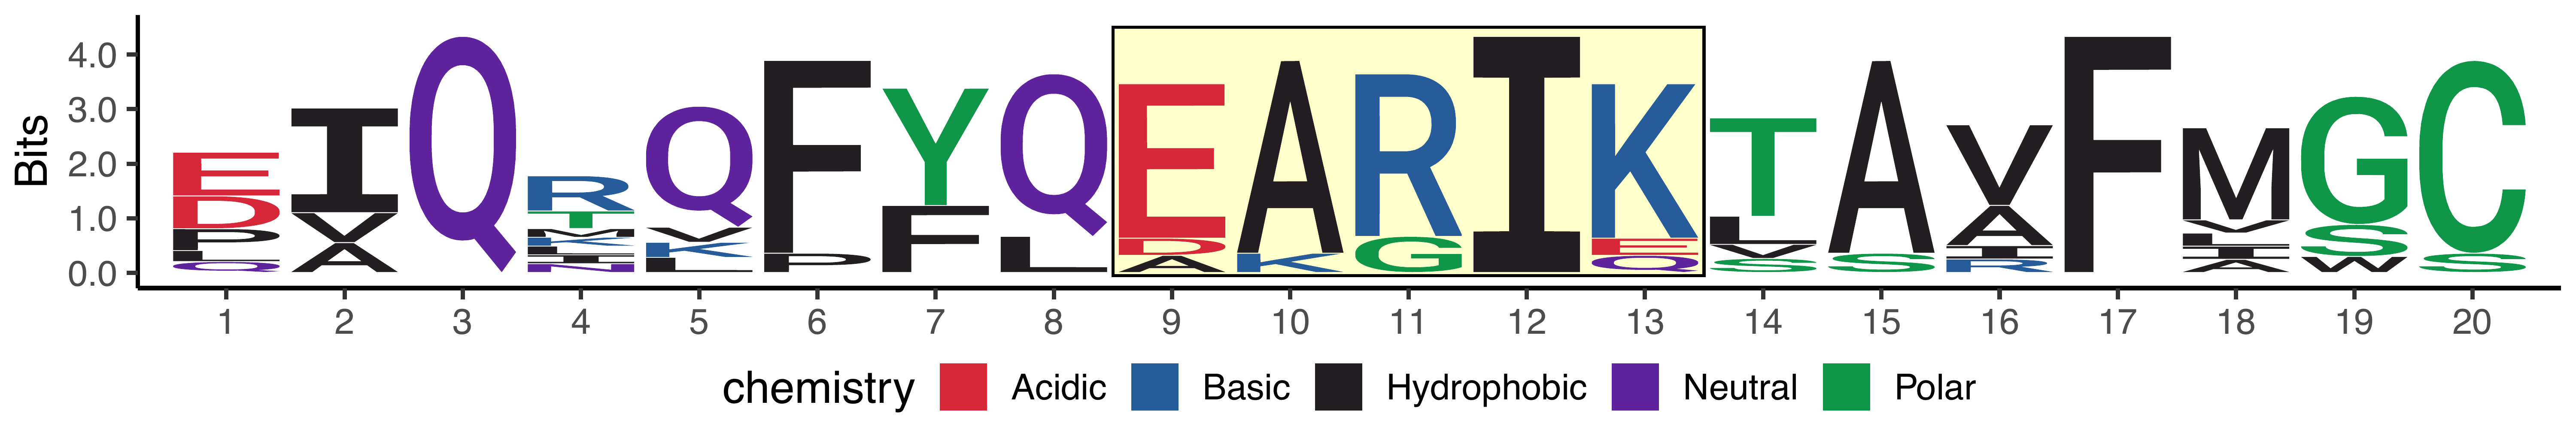 Bits
4.0
3.0
2.0
1.0
0.0
E I Q R Q F Y Q E A R I K T A V F M G C
D V T V F L D K G E L S A V S S
P A M K P A Q V I L W
L K L S R I
Q L A
I
N
1 2 3 4 5 6 7 8 9 10 11 12 13 14 15 16 17 18 19 20
chemistry Acidic Basic Hydrophobic Neutral Polar